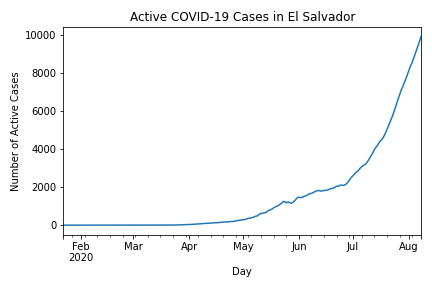 Active COVID-19 Cases in El Salvador
Number of Active Cases
10000
8000
6000
4000
2000
0
Feb Mar Apr May Jun Jul Aug
2020
Day